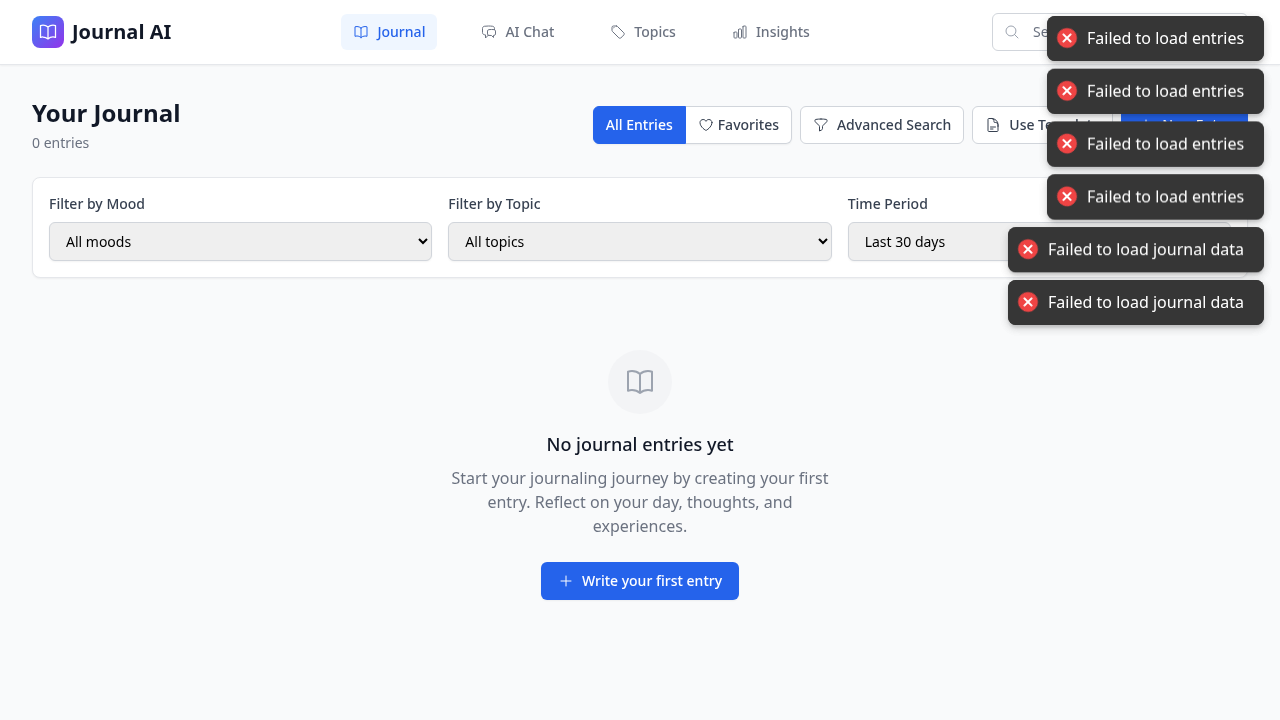 Journal AI
Journal
AI Chat
Topics
Insights
Failed to load entries
Failed to load entries
Failed to load entries
Failed to load entries
Failed to load journal data
Failed to load journal data
Your Journal
0 entries
All Entries
Favorites
Advanced Search
Use
Filter by Mood
All moods
Filter by Topic
All topics
Time Period
Last 30 days
No journal entries yet
Start your journaling journey by creating your first
entry. Reflect on your day, thoughts, and
experiences.
Write your first entry